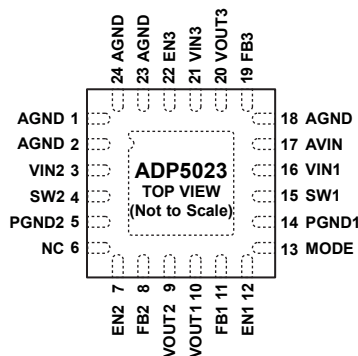 24 AGND
23 AGND
22 EN3
21 VIN3
20 VOUT3
19 FB3
AGND 1
AGND 2
VIN2 3
SW2 4
PGND2 5
NC 6
ADP5023
TOP VIEW
(Not to Scale)
18 AGND
17 AVIN
16 VIN1
15 SW1
14 PGND1
13 MODE
EN2 7
FB2 8
VOUT2 9
VOUT1 10
FB1 11
EN1 12